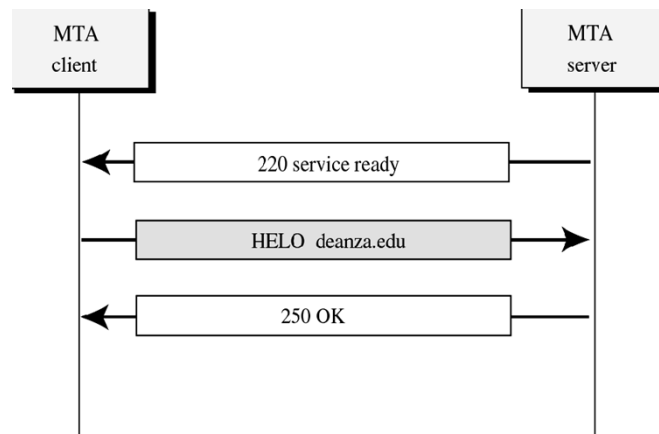 MTA
client
MTA
server
220 service ready
HELO deanza.edu
250 OK